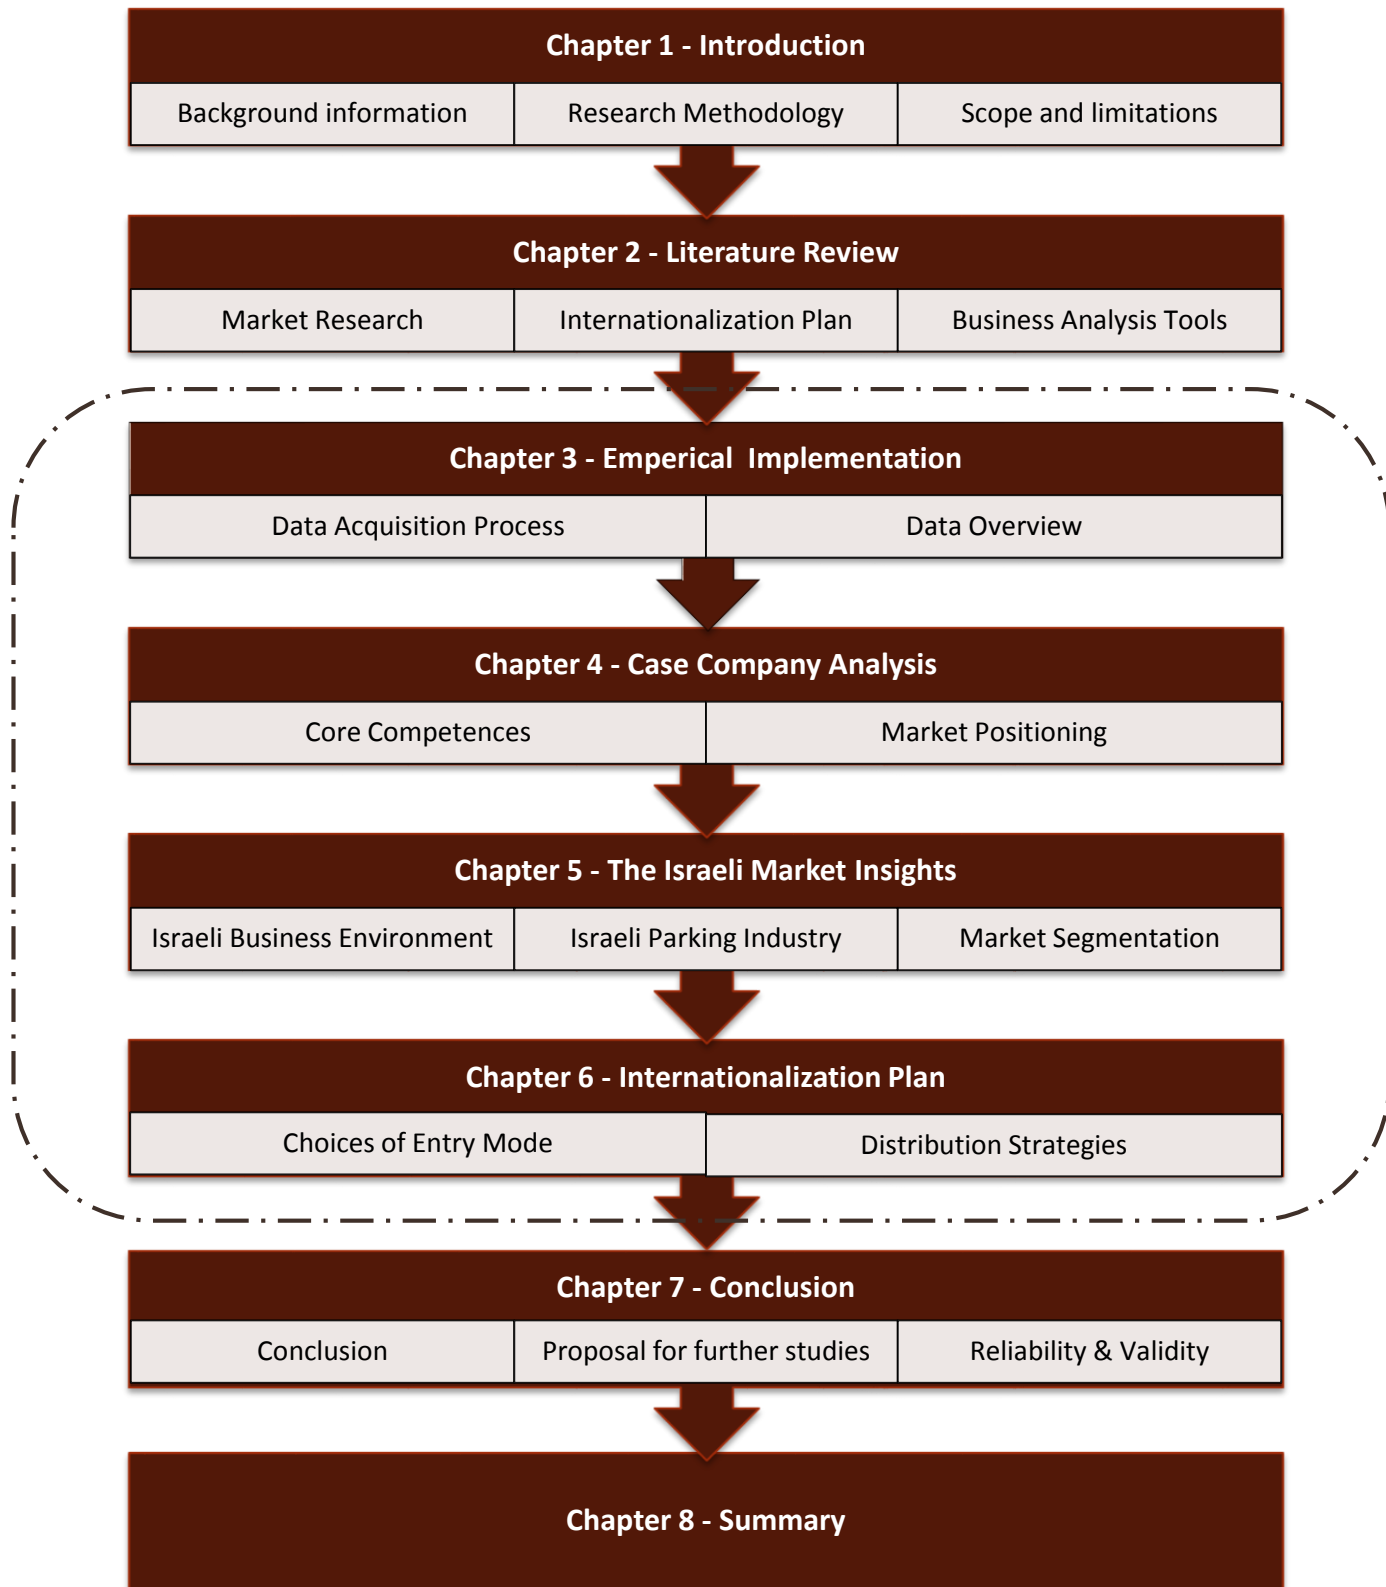 Chapter 1 - Introduction
Background information
Research Methodology
Scope and limitations
Chapter 2 - Literature Review
Market Research
Internationalization Plan
Business Analysis Tools
Chapter 3 - Emperical  Implementation
Data Acquisition Process
Data Overview
Chapter 4 - Case Company Analysis
Core Competences
Market Positioning
Chapter 5 - The Israeli Market Insights
Israeli Business Environment
Israeli Parking Industry
Market Segmentation
Chapter 6 - Internationalization Plan
Choices of Entry Mode
Distribution Strategies
Chapter 7 - Conclusion
Conclusion
Proposal for further studies
Reliability & Validity
Chapter 8 - Summary